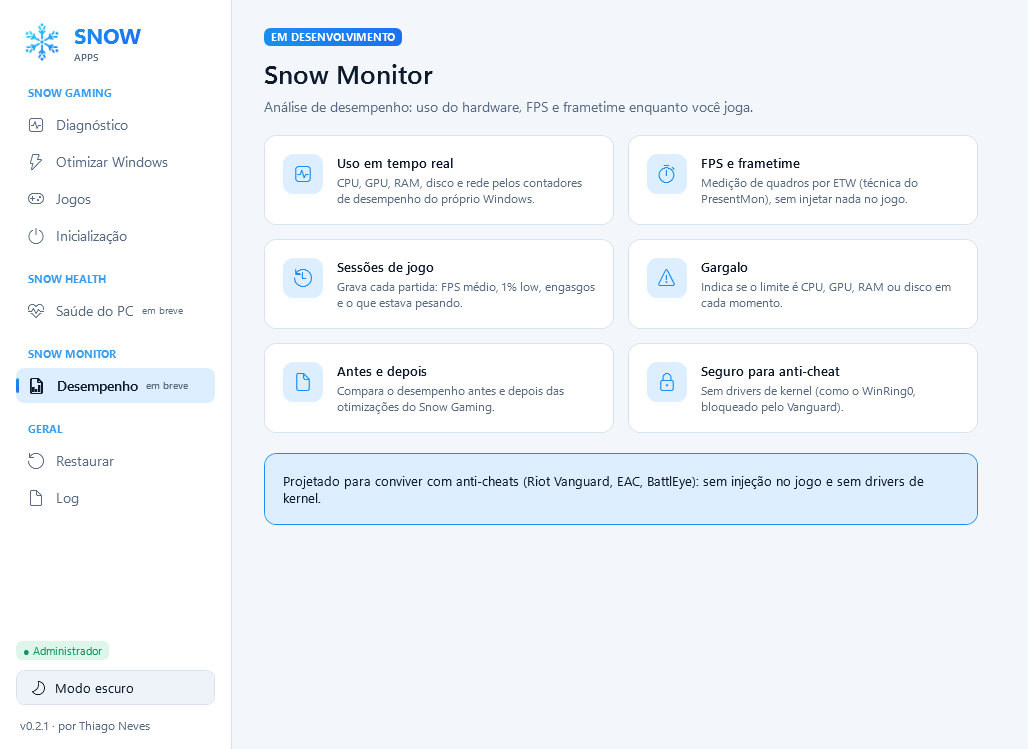 SNOW
APPS
SNOW GAMING
Diagnóstico
Otimizar Windows
Jogos
Inicialização
SNOW HEALTH
Saúde do PC em breve
SNOW MONITOR
Desempenho em breve
GERAL
Restaurar
Log
Administrador
Modo escuro
v0.2.1 · por Thiago Neves
EM DESENVOLVIMENTO
Snow Monitor
Análise de desempenho: uso do hardware, FPS e frametime enquanto você joga.
Uso em tempo real
CPU, GPU, RAM, disco e rede pelos contadores
de desempenho do próprio Windows.
FPS e frametime
Medição de quadros por ETW (técnica do
PresentMon), sem injetar nada no jogo.
Sessões de jogo
Grava cada partida: FPS médio, 1% low, engasgos
e o que estava pesando.
Gargalo
Indica se o limite é CPU, GPU, RAM ou disco em
cada momento.
Antes e depois
Compara o desempenho antes e depois das
otimizações do Snow Gaming.
Seguro para anti-cheat
Sem drivers de kernel (como o WinRing0,
bloqueado pelo Vanguard).
Projetado para conviver com anti-cheats (Riot Vanguard, EAC, BattlEye): sem injeção no jogo e sem drivers de
kernel.